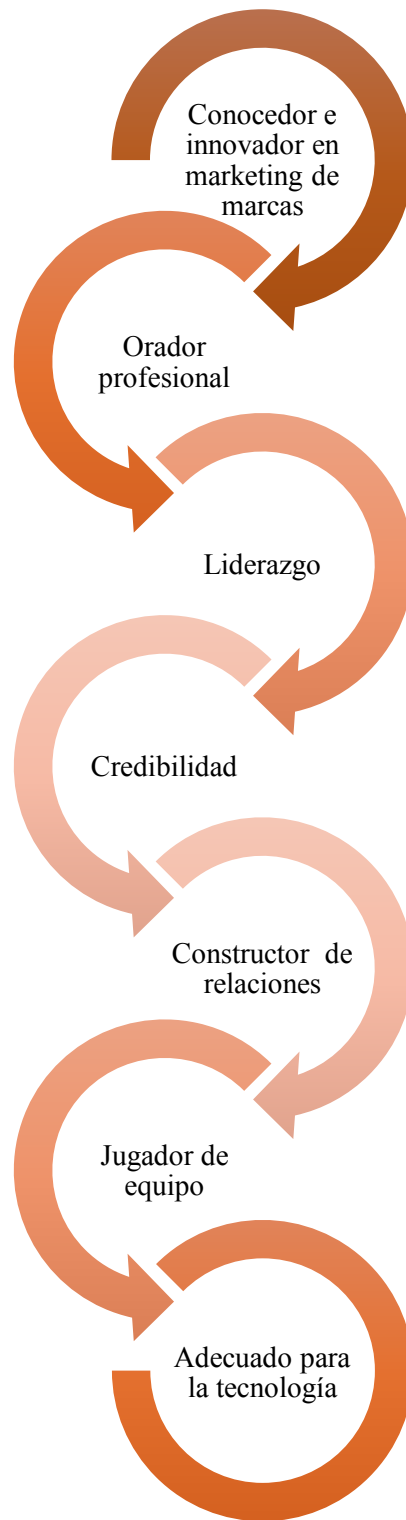 Conocedor e
innovador en
marketing de
marcas
Orador
profesional
Liderazgo
Credibilidad
Constructor de
relaciones
Jugador de
equipo
Adecuado para
la tecnología